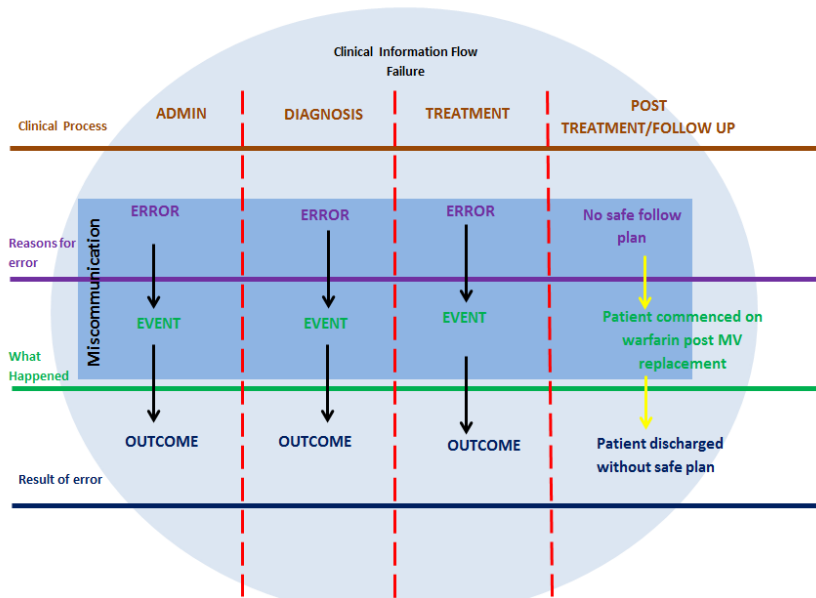 Clinical Information Flow
Failure
Clinical Process
ADMIN
DIAGNOSIS
TREATMENT
POST
TREATMENT/FOLLOW UP
Miscommunication
Reasons for
error
ERROR
ERROR
ERROR
No safe follow
plan
What
Happened
EVENT
EVENT
EVENT
Patient commenced on
warfarin post MV
replacement
Result of error
OUTCOME
OUTCOME
OUTCOME
Patient discharged
without safe plan